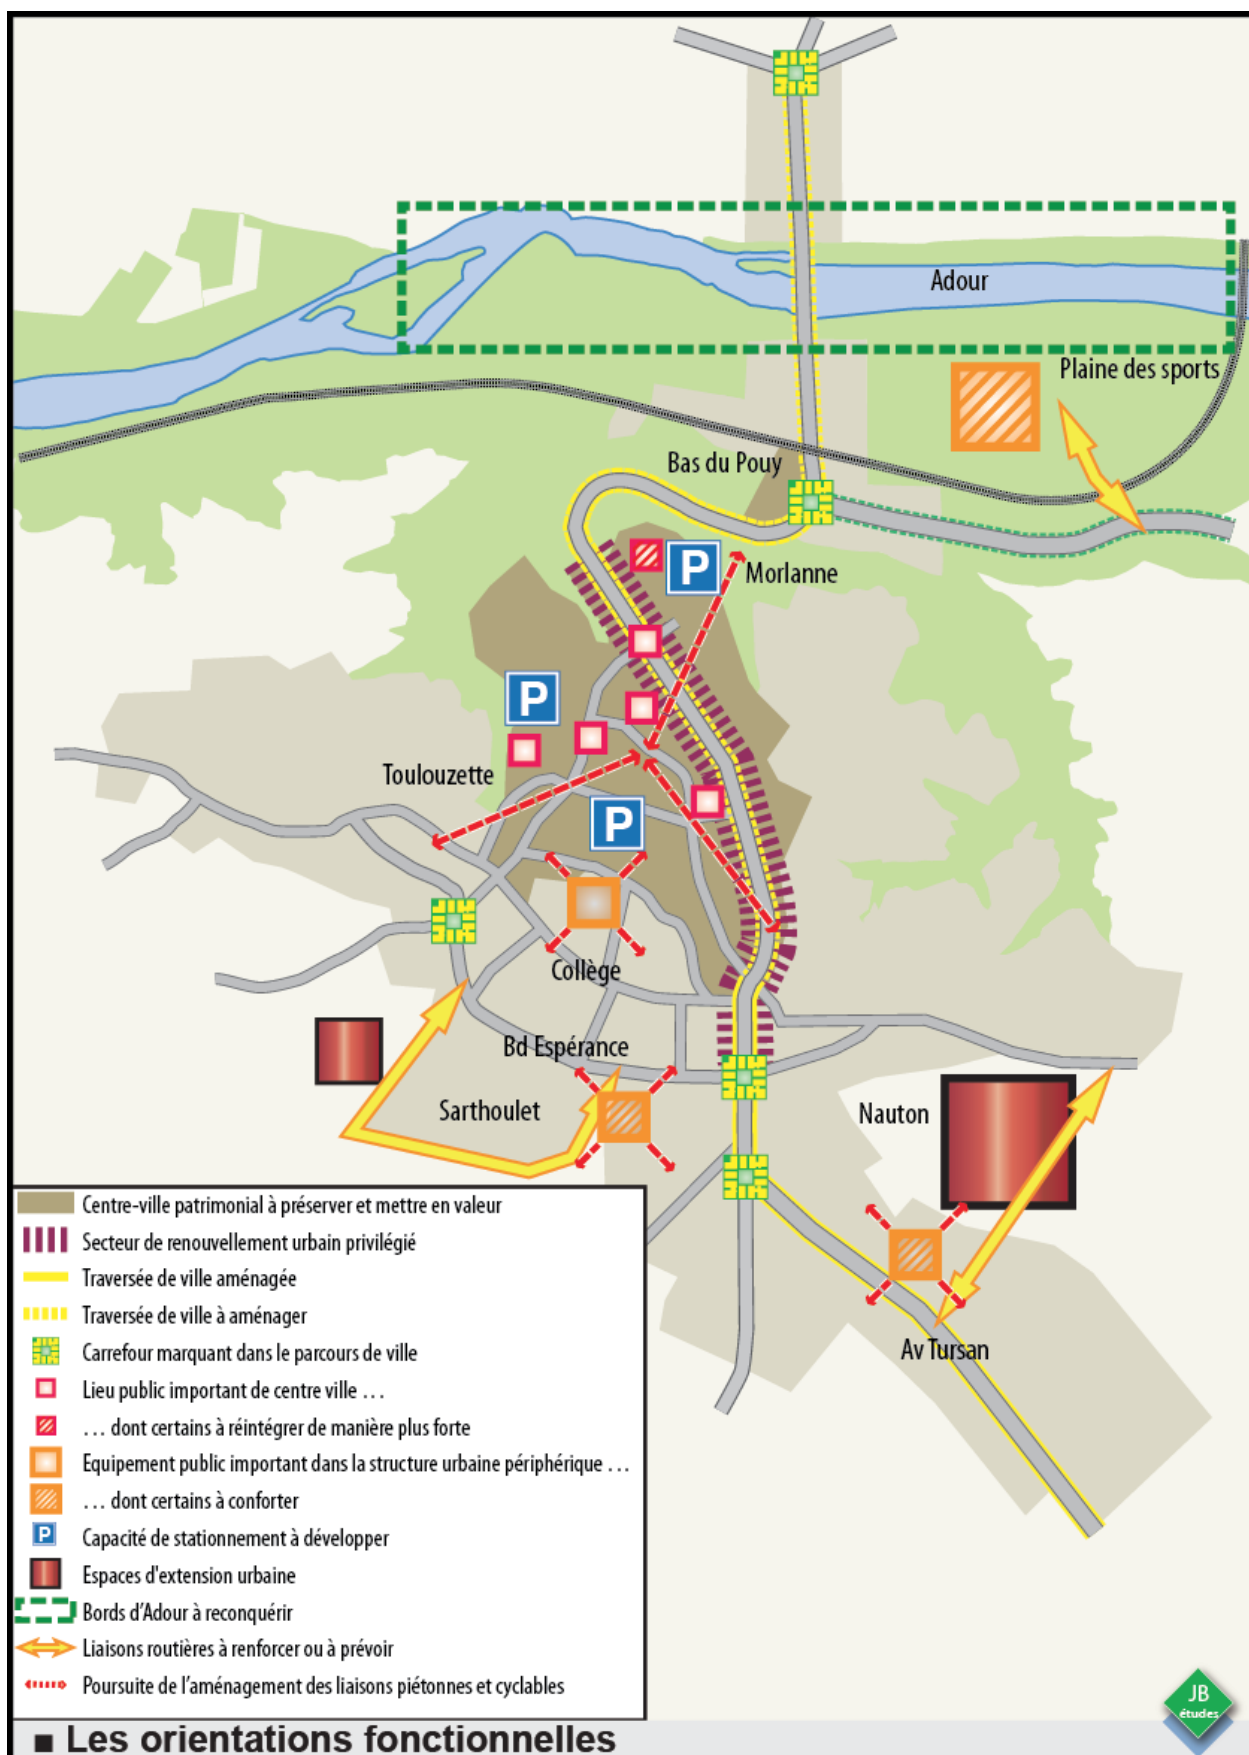 Adour
Plaine des sports
Bas du Pouy
P
Morlanne
P
Toulouzette
P
Collège
Bd Espérance
Sarthoulet
Nauton
Av Tursan
Centre-ville patrimonial à préserver et mettre en valeur
Secteur de renouvellement urbain privilégié
Traversée de ville aménagée
Traversée de ville à aménager
Carrefour marquant dans le parcours de ville
Lieu public important de centre ville …
… dont certains à réintégrer de manière plus forte
Equipement public important dans la structure urbaine périphérique …
… dont certains à conforter
P Capacité de stationnement à développer
Espaces d'extension urbaine
Bords d’Adour à reconquérir
Liaisons routières à renforcer ou à prévoir
Poursuite de l’aménagement des liaisons piétonnes et cyclables
JB
études
■ Les orientations fonctionnelles